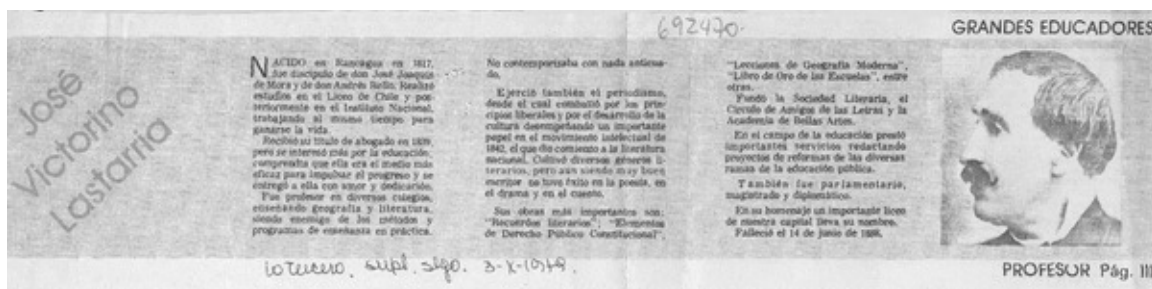 692470.
GRANDES EDUCADORES
José
Victorino
Lastarria
NACIDO en Rancagua en 1817,
fue discípulo de don José Joaquín
de Mora y de don Andrés Bello. Realizó
estudios en el Liceo de Chile y pos-
teriormente en el Instituto Nacional,
trabajando al mismo tiempo para
ganarse la vida.
Recibió su título de abogado en 1839,
pero se interesó más por la educación;
comprendía que ella era el medio más
eficaz para impulsar el progreso y se
entregó a ella con amor y dedicación.
Fue profesor en diversos colegios,
enseñando geografía y literatura,
siendo enemigo de los métodos y
programas de enseñanza en práctica.
No contemporizaba con nada anticua-
do.
Ejerció también el periodismo,
desde el cual combatió por los prin-
cipios liberales y por el desarrollo de la
cultura desempeñando un importante
papel en el movimiento intelectual de
1842, el que dio comienzo a la literatura
nacional. Cultivó diversos géneros li-
terarios, pero aun siendo muy buen
escritor no tuvo éxito en la poesía, en
el drama y en el cuento.
Sus obras más importantes son:
"Recuerdos literarios"; "Elementos
de Derecho Público Constitucional",
"Lecciones de Geografía Moderna",
"Libro de Oro de las Escuelas", entre
otras.
Fundó la Sociedad Literaria, el
Círculo de Amigos de las Letras y la
Academia de Bellas Artes.
En el campo de la educación prestó
importantes servicios redactando
proyectos de reformas de las diversas
ramas de la educación pública.
También fue parlamentario,
magistrado y diplomático.
En su homenaje un importante liceo
de nuestra capital lleva su nombre.
Falleció el 14 de junio de 1888.
La Tercera, supl. stgo. 3-X-1979.
PROFESOR Pág. III